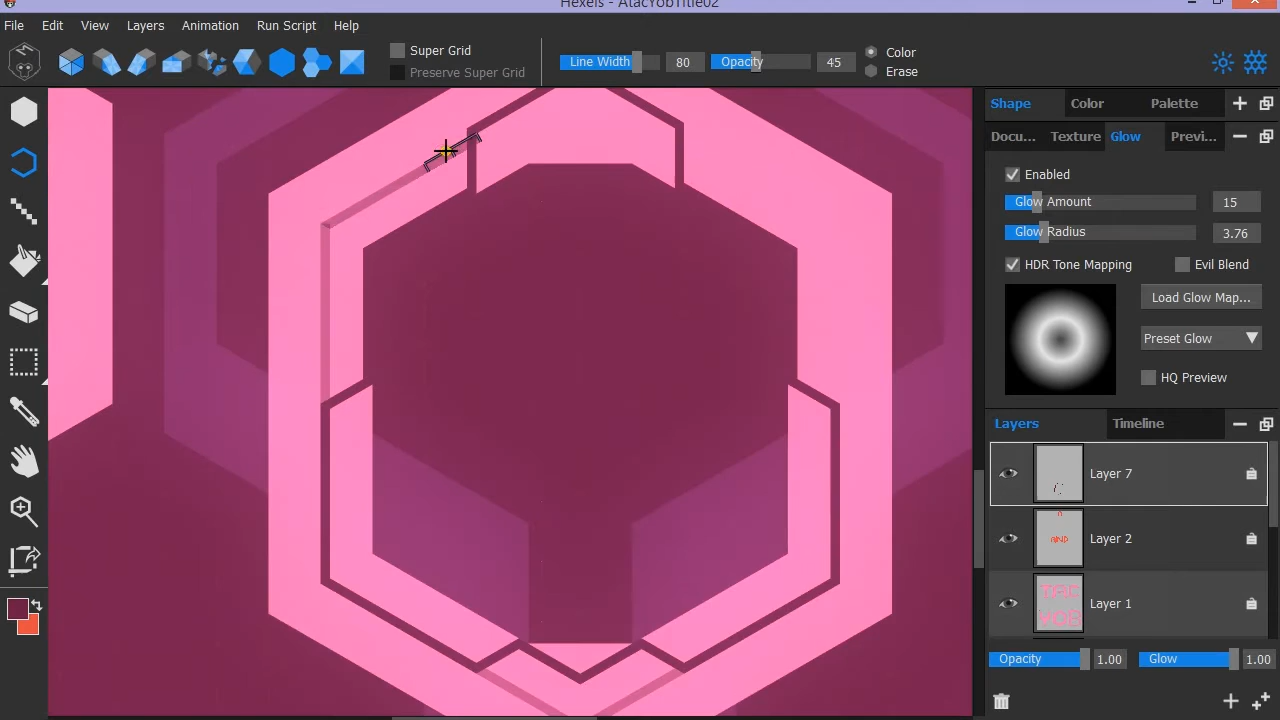 Hexels - AtacYobTitle02
File Edit View Layers Animation Run Script Help
Super Grid
Preserve Super Grid
Line Width 80 Opacity 45
Color
Erase
Shape Color Palette
Docu... Texture Glow Previ...
Enabled
Glow Amount 15
Glow Radius 3.76
HDR Tone Mapping Evil Blend
Load Glow Map...
Preset Glow
HQ Preview
Layers Timeline
Layer 7
Layer 2
Layer 1
Opacity 1.00 Glow 1.00